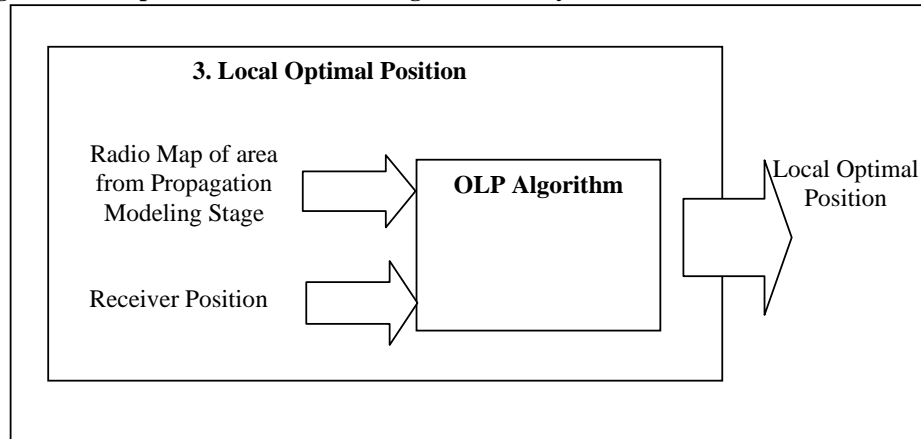 3. Local Optimal Position
Radio Map of area
from Propagation
Modeling Stage
OLP Algorithm
Local Optimal
Position
Receiver Position